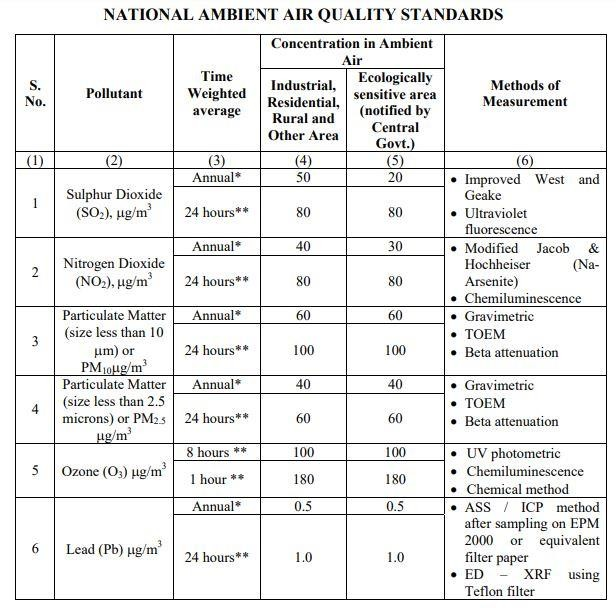 NATIONAL AMBIENT AIR QUALITY STANDARDS
S.
No.
Pollutant
Time
Weighted
average
Concentration in Ambient
Air
Industrial,
Residential,
Rural and
Other Area
Ecologically
sensitive area
(notified by
Central
Govt.)
Methods of
Measurement
(1) (2) (3) (4) (5) (6)
1
Sulphur Dioxide
(SO₂), µg/m³
Annual* 50 20
24 hours** 80 80
• Improved West and
Geake
• Ultraviolet
fluorescence
2
Nitrogen Dioxide
(NO₂), µg/m³
Annual* 40 30
24 hours** 80 80
• Modified Jacob &
Hochheiser (Na-
Arsenite)
• Chemiluminescence
3
Particulate Matter
(size less than 10
µm) or
PM₁₀µg/m³
Annual* 60 60
24 hours** 100 100
• Gravimetric
• TOEM
• Beta attenuation
4
Particulate Matter
(size less than 2.5
microns) or PM₂.₅
µg/m³
Annual* 40 40
24 hours** 60 60
• Gravimetric
• TOEM
• Beta attenuation
5
Ozone (O₃) µg/m³
8 hours ** 100 100
1 hour ** 180 180
• UV photometric
• Chemiluminescence
• Chemical method
6
Lead (Pb) µg/m³
Annual* 0.5 0.5
24 hours** 1.0 1.0
• ASS / ICP method
after sampling on EPM
2000 or equivalent
filter paper
• ED – XRF using
Teflon filter